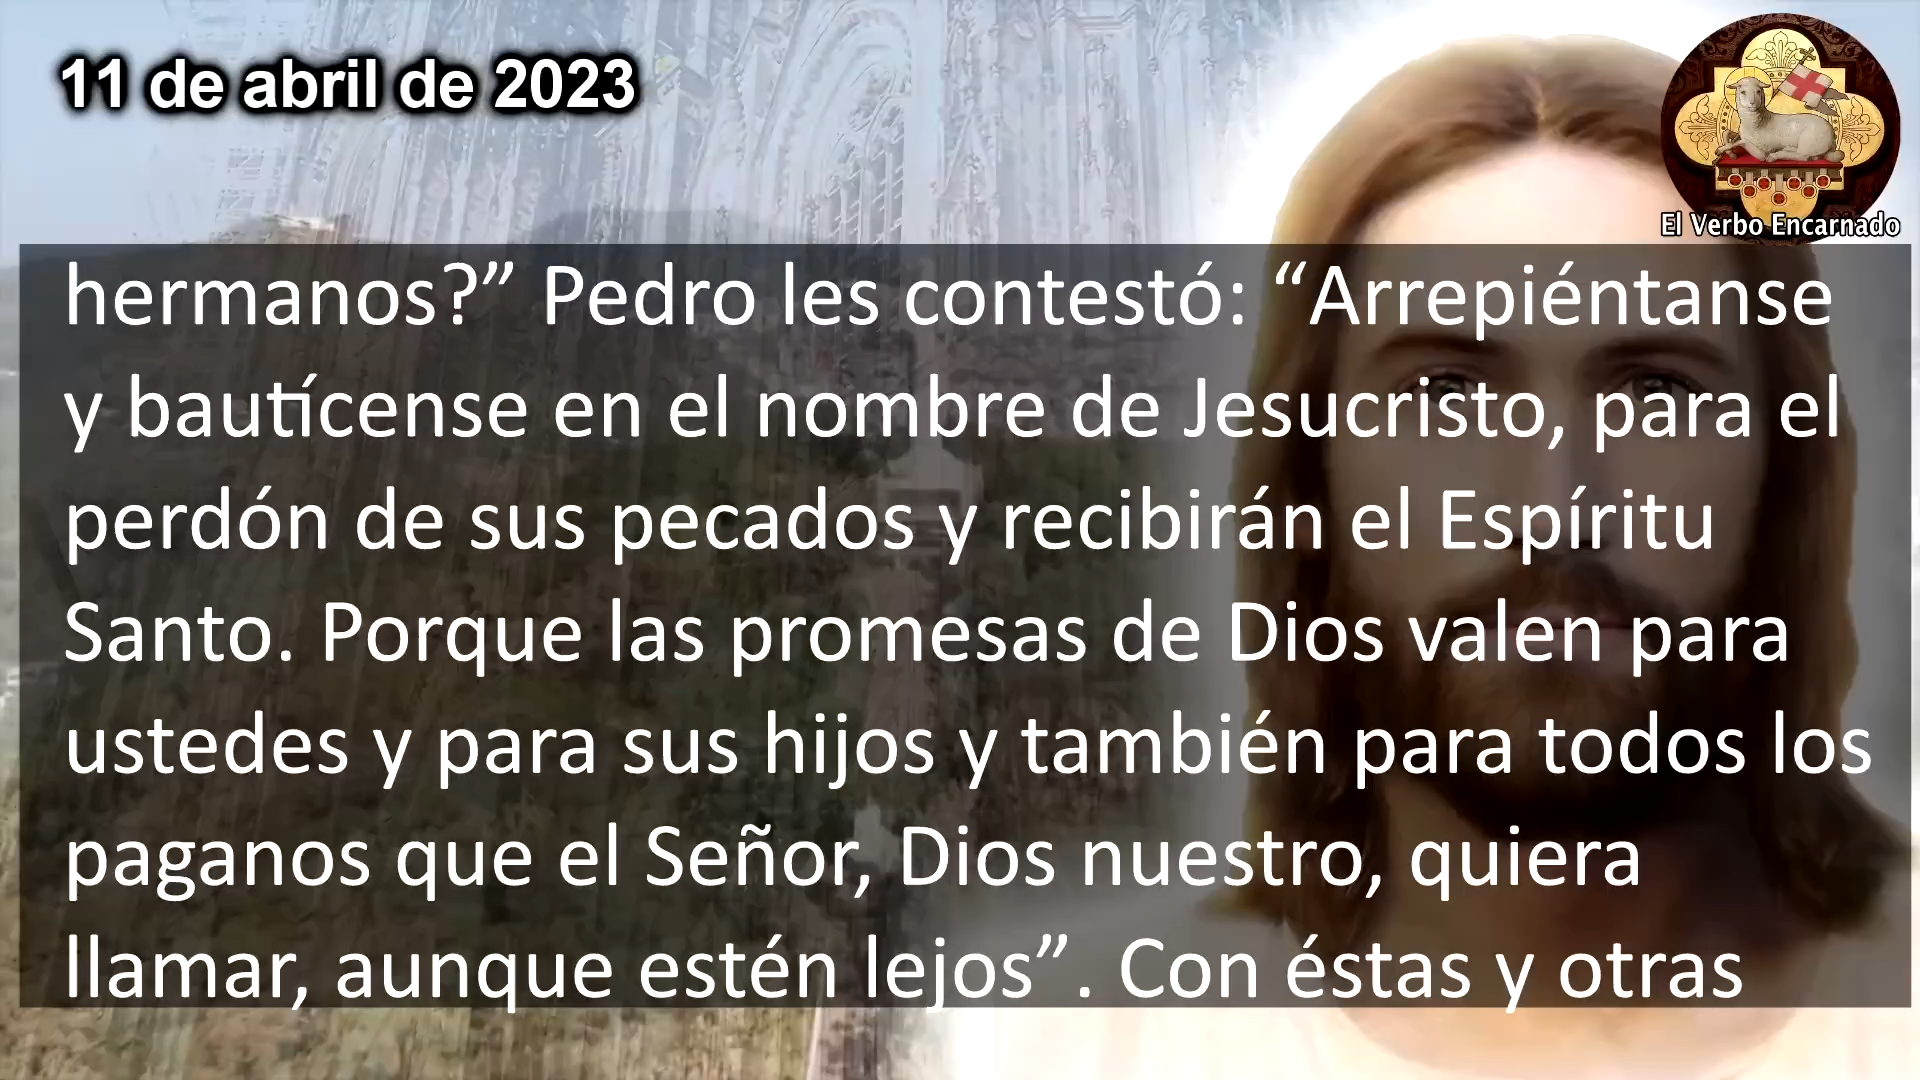 11 de abril de 2023
El Verbo Encarnado
hermanos?” Pedro les contestó: “Arrepiéntanse
y bautícense en el nombre de Jesucristo, para el
perdón de sus pecados y recibirán el Espíritu
Santo. Porque las promesas de Dios valen para
ustedes y para sus hijos y también para todos los
paganos que el Señor, Dios nuestro, quiera
llamar, aunque estén lejos”. Con éstas y otras